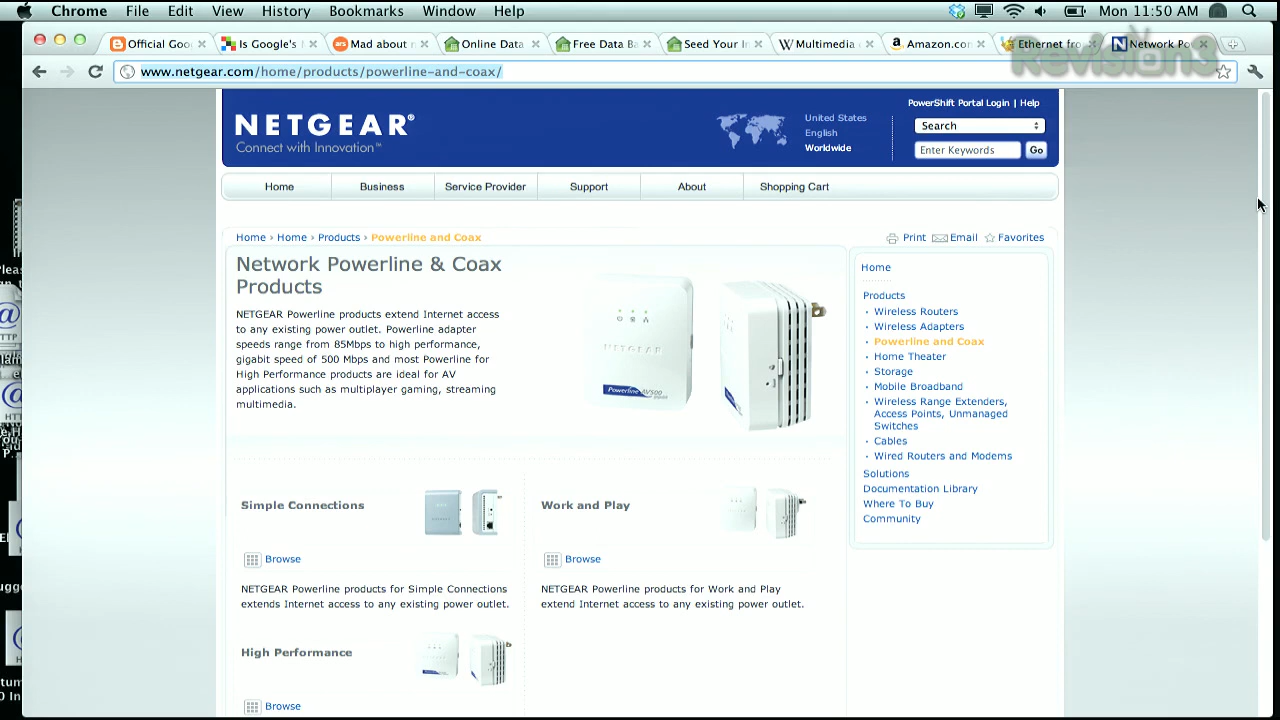 Chrome File Edit View History Bookmarks Window Help Mon 11:50 AM
Official Goo Is Google's Mad about Online Data Free Data Ba Seed Your I Multimedia Amazon.com Ethernet fro Network Po
Revision3
www.netgear.com/home/products/powerline-and-coax/
PowerShift Portal Login | Help
NETGEAR®
Connect with Innovation™
United States
English
Worldwide
Search
Enter Keywords Go
Home Business Service Provider Support About Shopping Cart
Home › Home › Products › Powerline and Coax
Print Email Favorites
Network Powerline & Coax
Products
NETGEAR Powerline products extend Internet access
to any existing power outlet. Powerline adapter
speeds range from 85Mbps to high performance,
gigabit speed of 500 Mbps and most Powerline for
High Performance products are ideal for AV
applications such as multiplayer gaming, streaming
multimedia.
NETGEAR
Powerline
Simple Connections
Browse
NETGEAR Powerline products for Simple Connections
extends Internet access to any existing power outlet.
Work and Play
Browse
NETGEAR Powerline products for Work and Play
extend Internet access to any existing power outlet.
High Performance
Browse
Home
Products
Wireless Routers
Wireless Adapters
Powerline and Coax
Home Theater
Storage
Mobile Broadband
Wireless Range Extenders,
Access Points, Unmanaged
Switches
Cables
Wired Routers and Modems
Solutions
Documentation Library
Where To Buy
Community